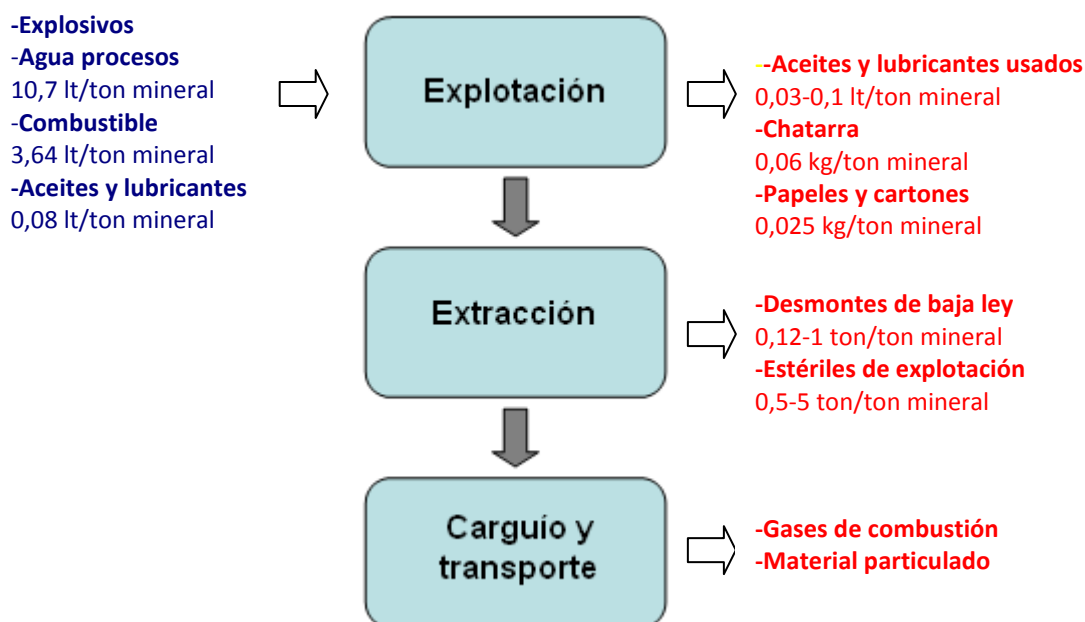 -Explosivos
-Agua procesos
10,7 lt/ton mineral
-Combustible
3,64 lt/ton mineral
-Aceites y lubricantes
0,08 lt/ton mineral
Explotación
--Aceites y lubricantes usados
0,03-0,1 lt/ton mineral
-Chatarra
0,06 kg/ton mineral
-Papeles y cartones
0,025 kg/ton mineral
Extracción
-Desmontes de baja ley
0,12-1 ton/ton mineral
-Estériles de explotación
0,5-5 ton/ton mineral
Carguío y
transporte
-Gases de combustión
-Material particulado